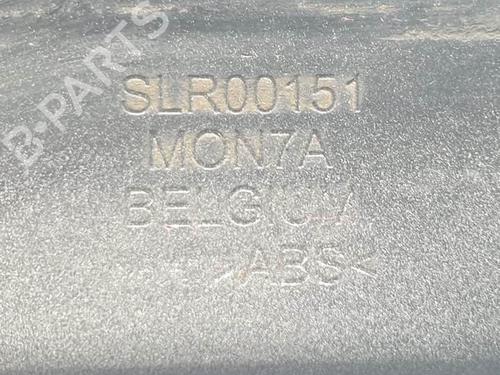 B-PARTS
SLR00151
MON7A
BELGIUM
>ABS<